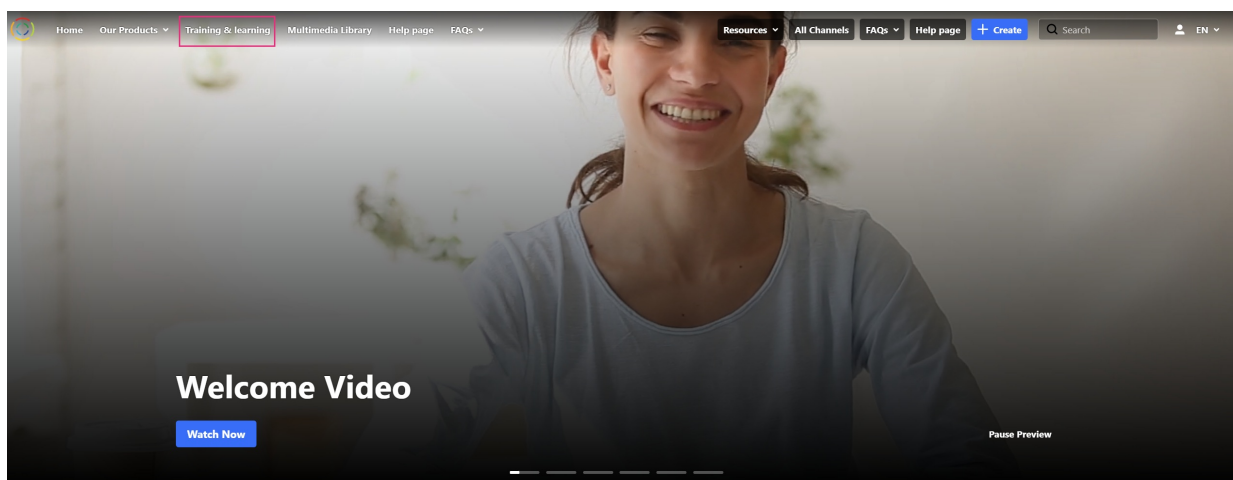 Home Our Products Training & learning Multimedia Library Help page FAQs Resources All Channels FAQs Help page + Create Search EN
Welcome Video
Watch Now Pause Preview